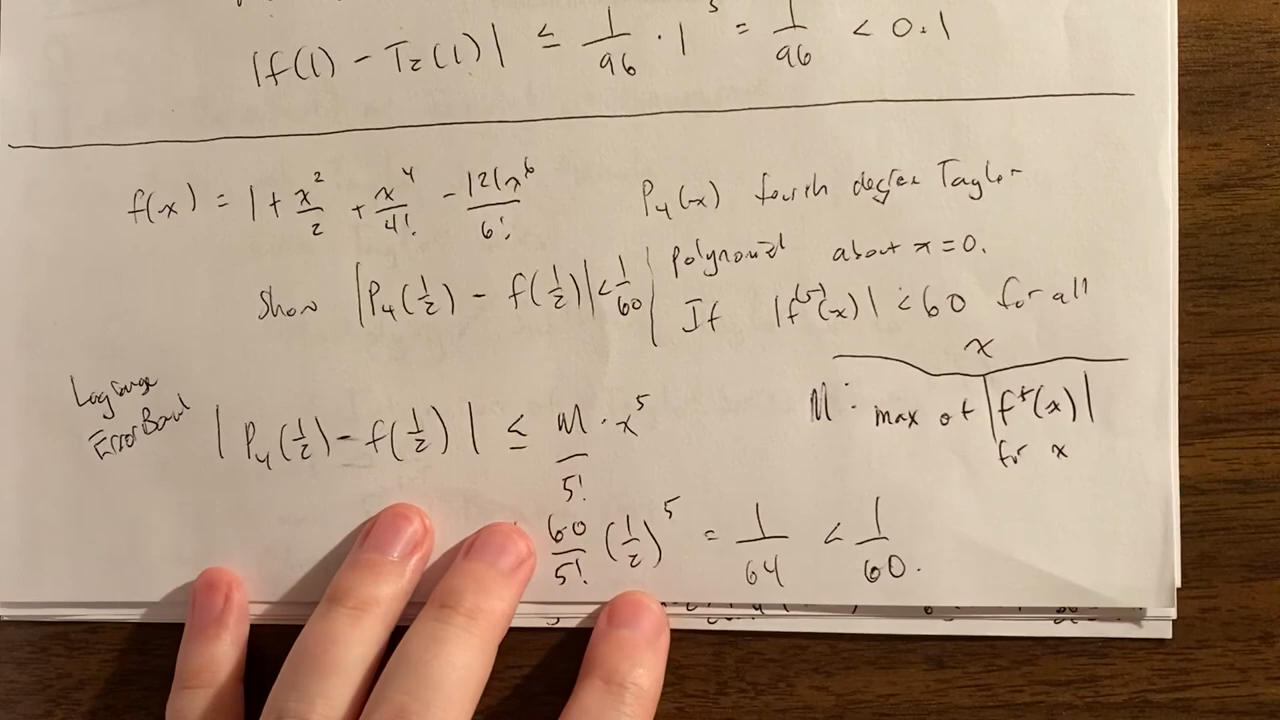 |f(1) - T₂(1)| ≤ 1/96 · 1³ = 1/96 < 0.1
f(x) = 1 + x²/2 + x⁴/4! - 121x⁶/6!
P₄(x) fourth degree Taylor
polynomial about x = 0.
If |f⁽⁵⁾(x)| < 60 for all
x
Show |P₄(1/2) - f(1/2)| < 1/60
Lagrange
Error Bound
|P₄(1/2) - f(1/2)| ≤ M/5! · x⁵
M : max of |f⁵(x)|
for x
60/5! (1/2)⁵ = 1/64 < 1/60.